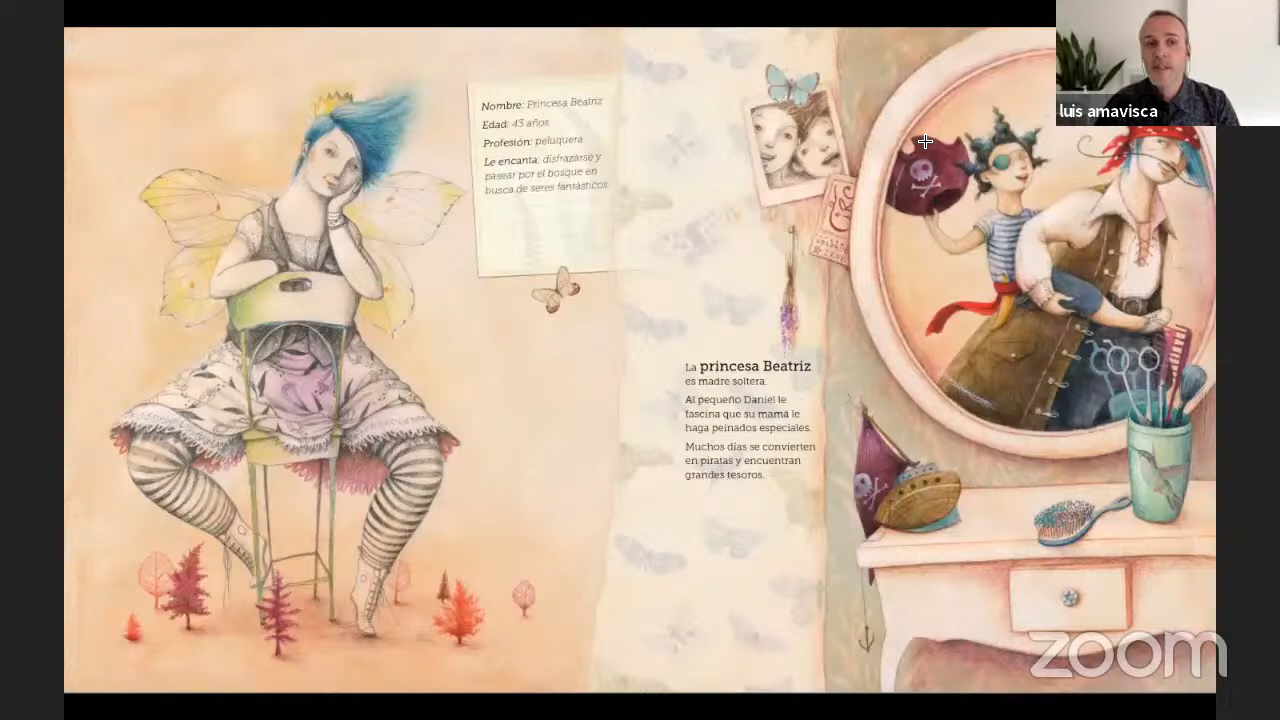 luis amavisca
Nombre: Princesa Beatriz
Edad: 43 años
Profesión: peluquera
Le encanta: disfrazarse y
pasear por el bosque en
busca de seres fantásticos
La princesa Beatriz
es madre soltera.
Al pequeño Daniel le
fascina que su mamá le
haga peinados especiales.
Muchos días se convierten
en piratas y encuentran
grandes tesoros.
zoom